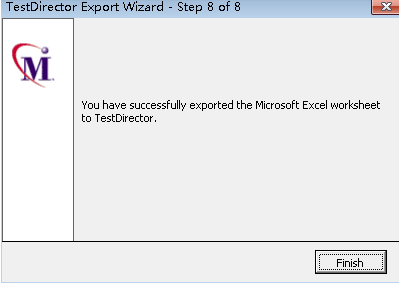 TestDirector Export Wizard - Step 8 of 8
M
You have successfully exported the Microsoft Excel worksheet
to TestDirector.
Finish